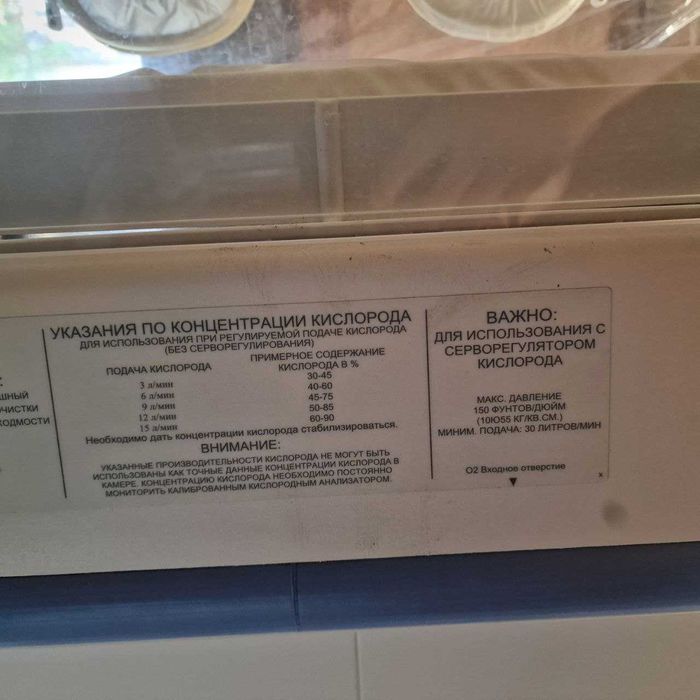 :
ШНЫЙ
ОЧИСТКИ
ХОДМОСТИ
УКАЗАНИЯ ПО КОНЦЕНТРАЦИИ КИСЛОРОДА
ДЛЯ ИСПОЛЬЗОВАНИЯ ПРИ РЕГУЛИРУЕМОЙ ПОДАЧЕ КИСЛОРОДА
(БЕЗ СЕРВОРЕГУЛИРОВАНИЯ)
ПОДАЧА КИСЛОРОДА ПРИМЕРНОЕ СОДЕРЖАНИЕ
КИСЛОРОДА В %
3 л/мин 30-45
6 л/мин 40-60
9 л/мин 45-75
12 л/мин 50-85
15 л/мин 60-90
Необходимо дать концентрации кислорода стабилизироваться.
ВНИМАНИЕ:
УКАЗАННЫЕ ПРОИЗВОДИТЕЛЬНОСТИ КИСЛОРОДА НЕ МОГУТ БЫТЬ
ИСПОЛЬЗОВАНЫ КАК ТОЧНЫЕ ДАННЫЕ КОНЦЕНТРАЦИИ КИСЛОРОДА В
КАМЕРЕ. КОНЦЕНТРАЦИЮ КИСЛОРОДА НЕОБХОДИМО ПОСТОЯННО
МОНИТОРИТЬ КАЛИБРОВАННЫМ КИСЛОРОДНЫМ АНАЛИЗАТОРОМ.
ВАЖНО:
ДЛЯ ИСПОЛЬЗОВАНИЯ С
СЕРВОРЕГУЛЯТОРОМ
КИСЛОРОДА
МАКС. ДАВЛЕНИЕ
150 ФУНТОВ/ДЮЙМ
(10Ю55 КГ/КВ.СМ.)
МИНИМ. ПОДАЧА: 30 ЛИТРОВ/МИН
О2 Входное отверстие
x